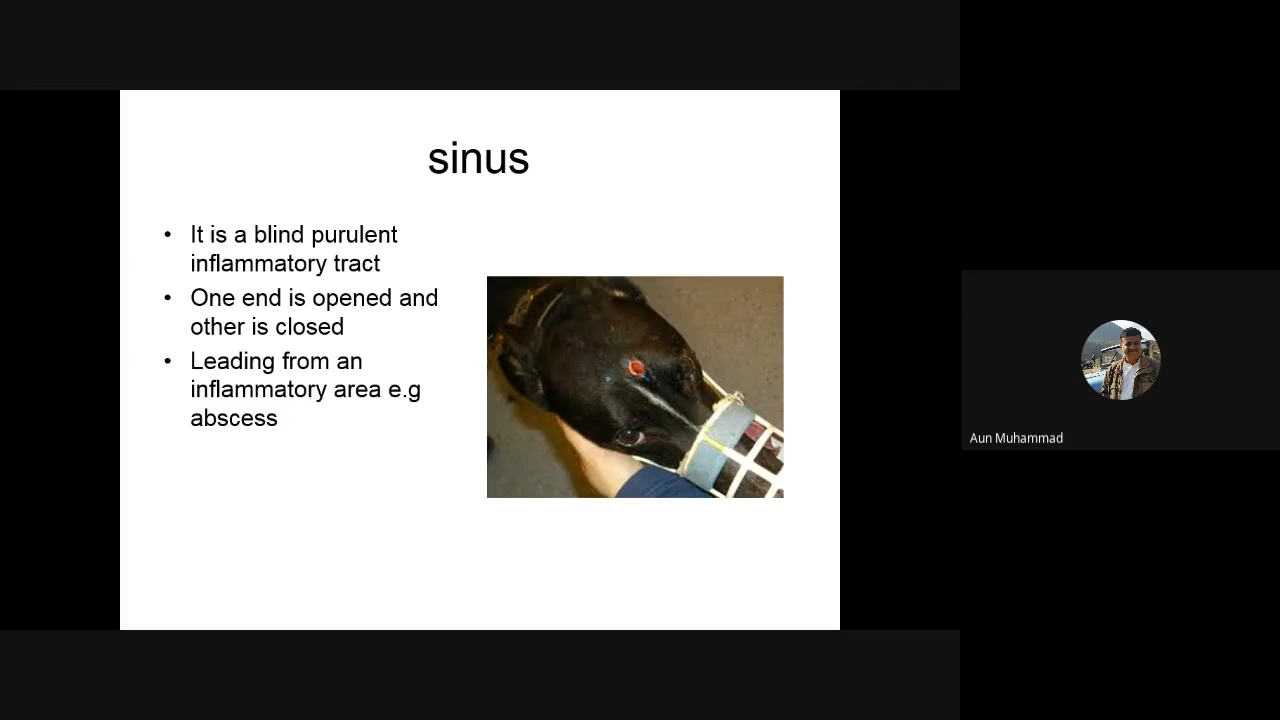 sinus
• It is a blind purulent
inflammatory tract
• One end is opened and
other is closed
• Leading from an
inflammatory area e.g
abscess
Aun Muhammad